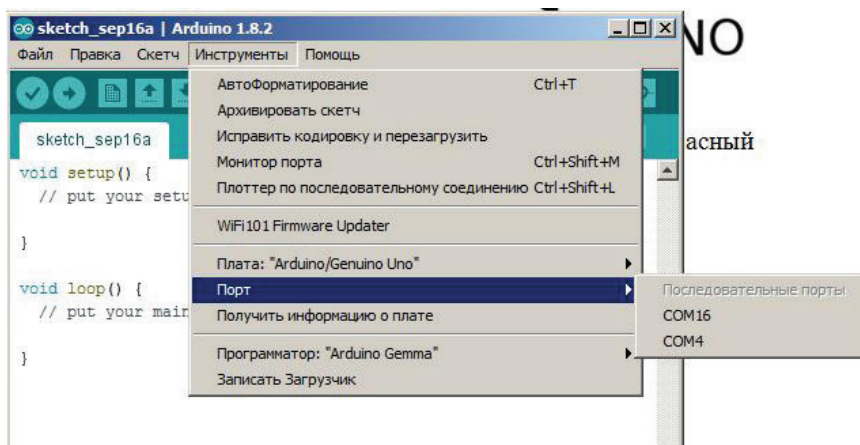 sketch_sep16a | Arduino 1.8.2
NO
Файл Правка Скетч Инструменты Помощь
АвтоФорматирование Ctrl+T
Архивировать скетч
sketch_sep16a
Исправить кодировку и перезагрузить
асный
Монитор порта Ctrl+Shift+M
void setup() {
Плоттер по последовательному соединению Ctrl+Shift+L
// put your setu
WiFi101 Firmware Updater
}
Плата: "Arduino/Genuino Uno"
void loop() {
Порт
Последовательные порты
// put your main
Получить информацию о плате
COM16
COM4
}
Программатор: "Arduino Gemma"
Записать Загрузчик